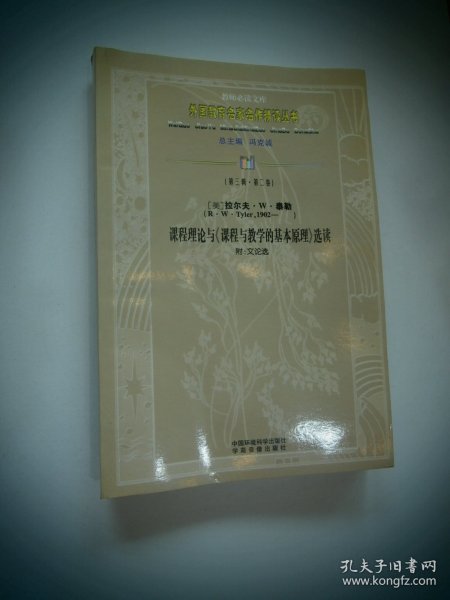 教师必读文库
外国教育名家名作精读丛书
总主编 冯克诚
(第三辑·第二卷)
[美]拉尔夫·W·泰勒
(R·W·Tyler,1902— )
课程理论与《课程与教学的基本原理》选读
附:文论选
中国环境科学出版社
学苑音像出版社
孔夫子旧书网
www.kongfz.com